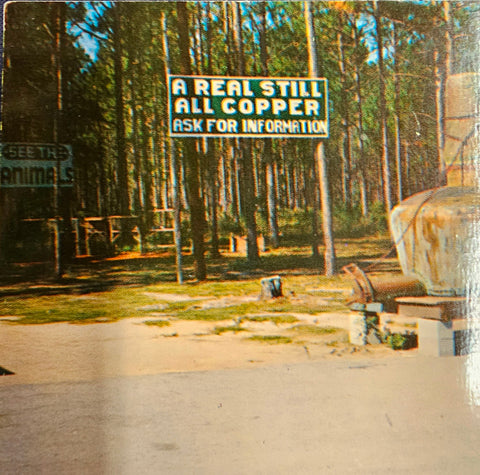 A REAL STILL
ALL COPPER
ASK FOR INFORMATION
SEE THE
ANIMALS